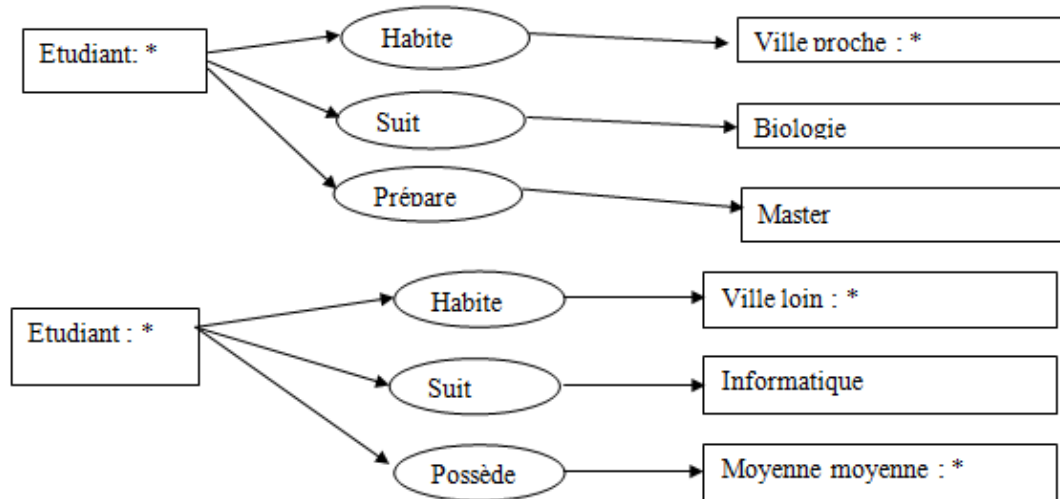 Etudiant: *
Habite
Ville proche : *
Suit
Biologie
Prépare
Master
Etudiant : *
Habite
Ville loin : *
Suit
Informatique
Possède
Moyenne moyenne : *